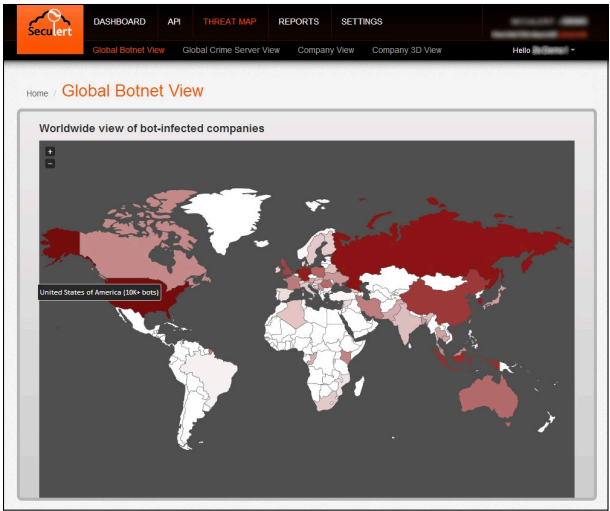 Seculert
DASHBOARD API THREAT MAP REPORTS SETTINGS
Global Botnet View Global Crime Server View Company View Company 3D View Hello
Home / Global Botnet View
Worldwide view of bot-infected companies
+
−
United States of America (10K+ bots)